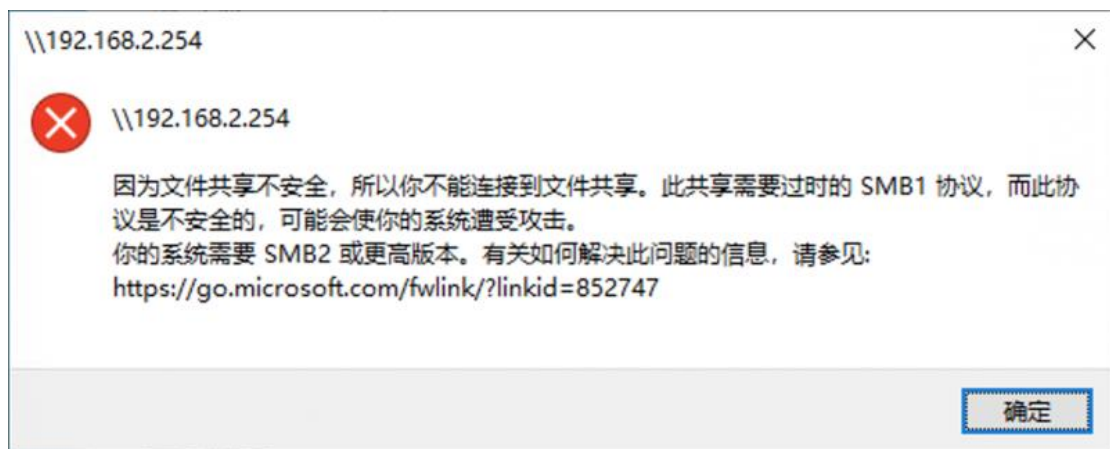 \\192.168.2.254
\\192.168.2.254
因为文件共享不安全，所以你不能连接到文件共享。此共享需要过时的 SMB1 协议，而此协
议是不安全的，可能会使你的系统遭受攻击。
你的系统需要 SMB2 或更高版本。有关如何解决此问题的信息，请参见:
https://go.microsoft.com/fwlink/?linkid=852747
确定